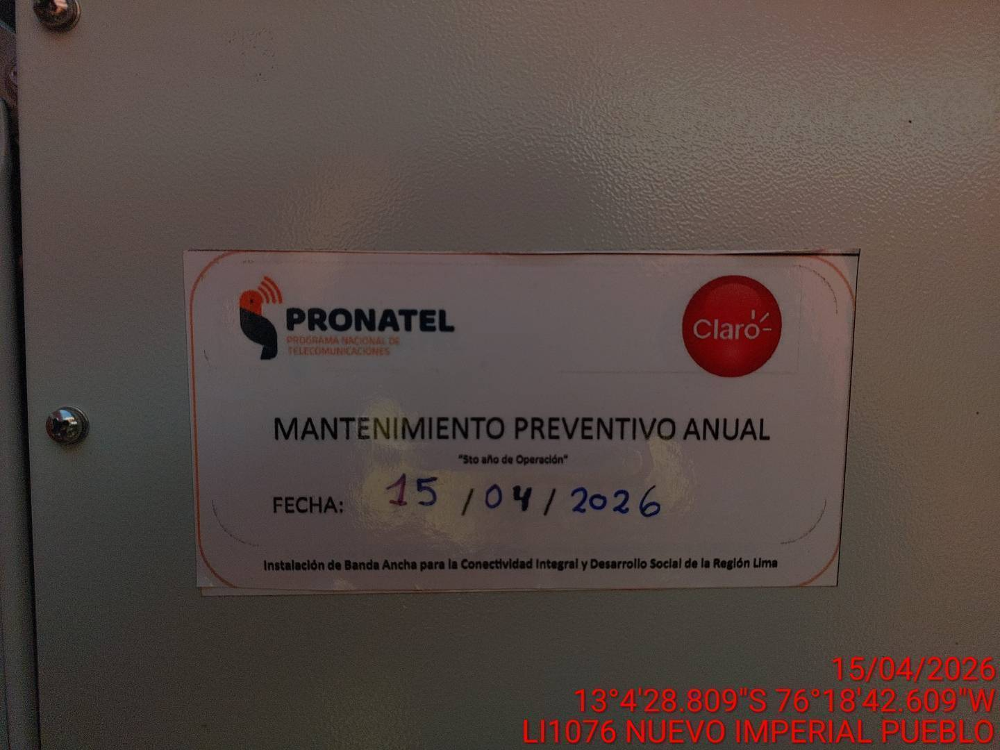 PRONATEL
PROGRAMA NACIONAL DE
TELECOMUNICACIONES
Claro
MANTENIMIENTO PREVENTIVO ANUAL
"5to año de Operación"
FECHA: 15 / 04 / 2026
Instalación de Banda Ancha para la Conectividad Integral y Desarrollo Social de la Región Lima
15/04/2026
13°4'28.809"S 76°18'42.609"W
LI1076 NUEVO IMPERIAL PUEBLO